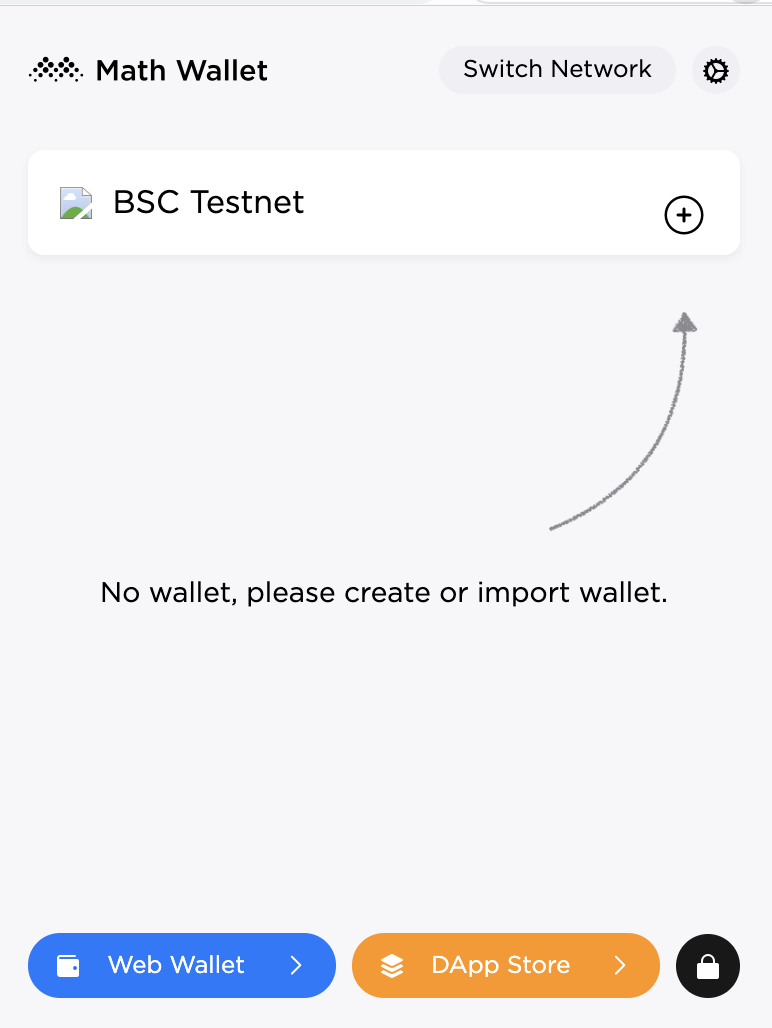 Math Wallet
Switch Network
BSC Testnet
No wallet, please create or import wallet.
Web Wallet
DApp Store